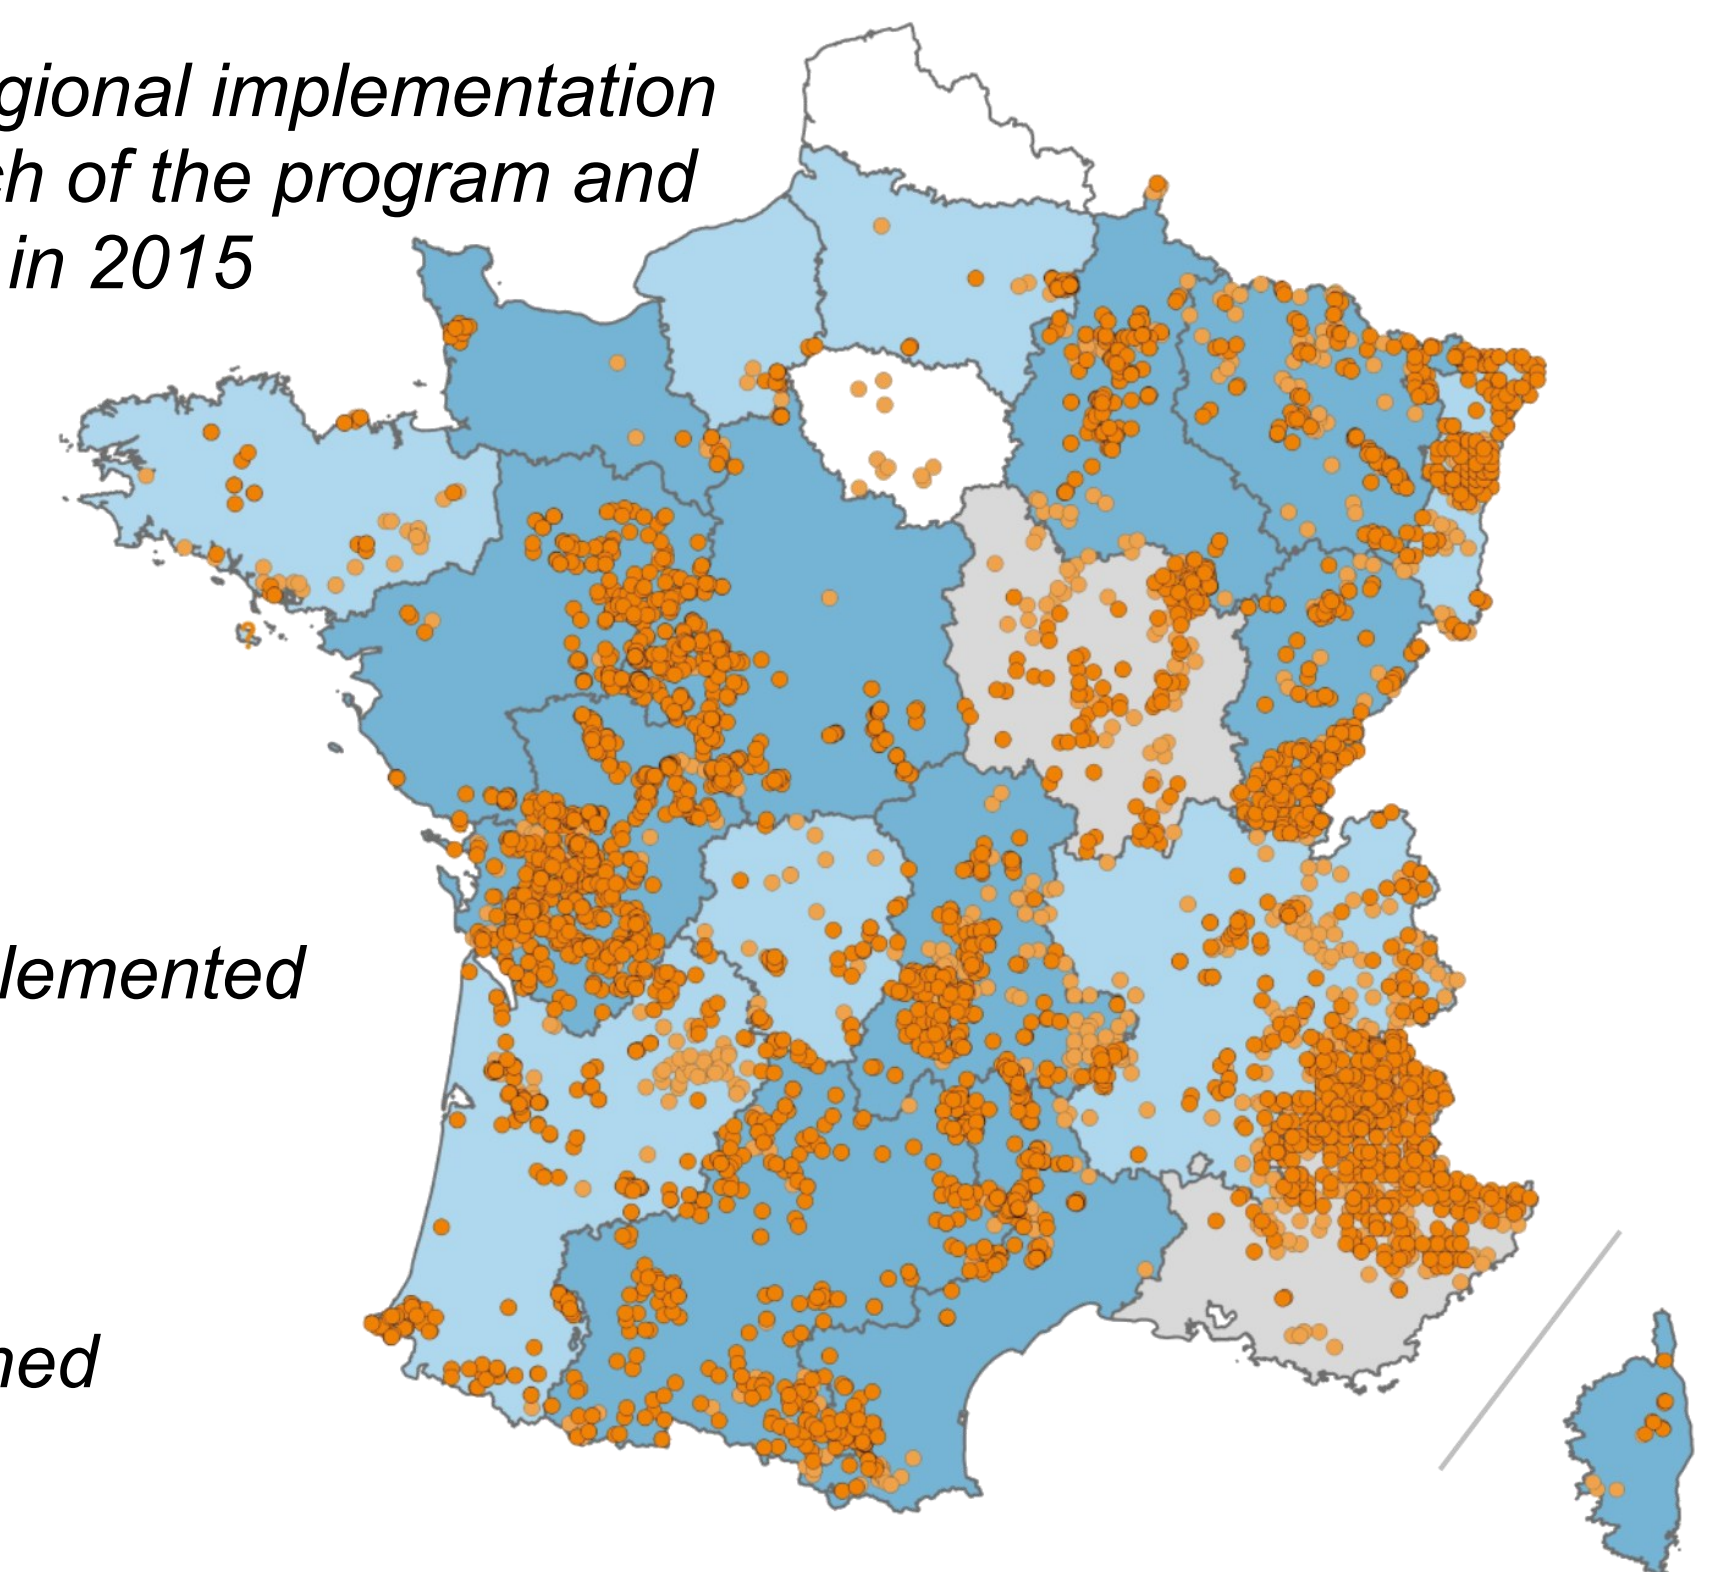 gional implementation
ch of the program and
in 2015
lemented
ned
?